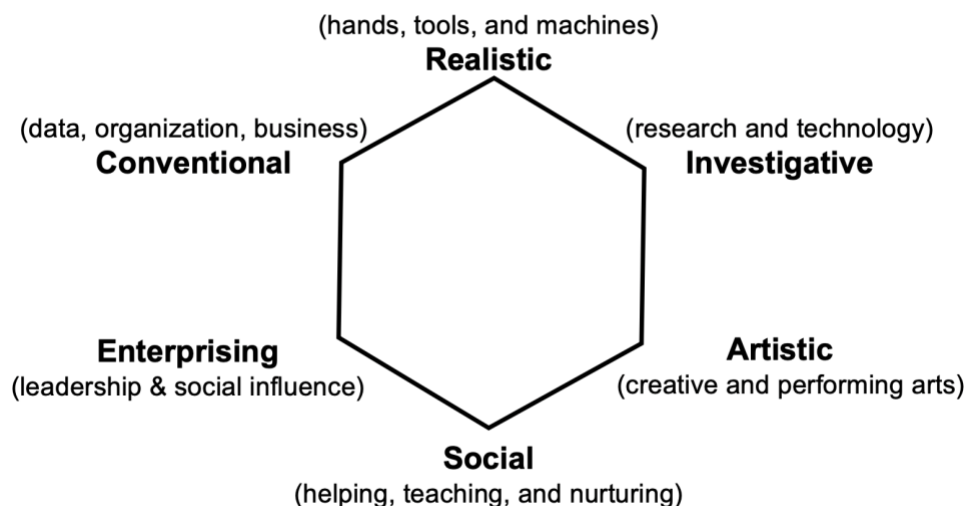 (hands, tools, and machines)
Realistic
(data, organization, business)
Conventional
(research and technology)
Investigative
Enterprising
(leadership & social influence)
Artistic
(creative and performing arts)
Social
(helping, teaching, and nurturing)